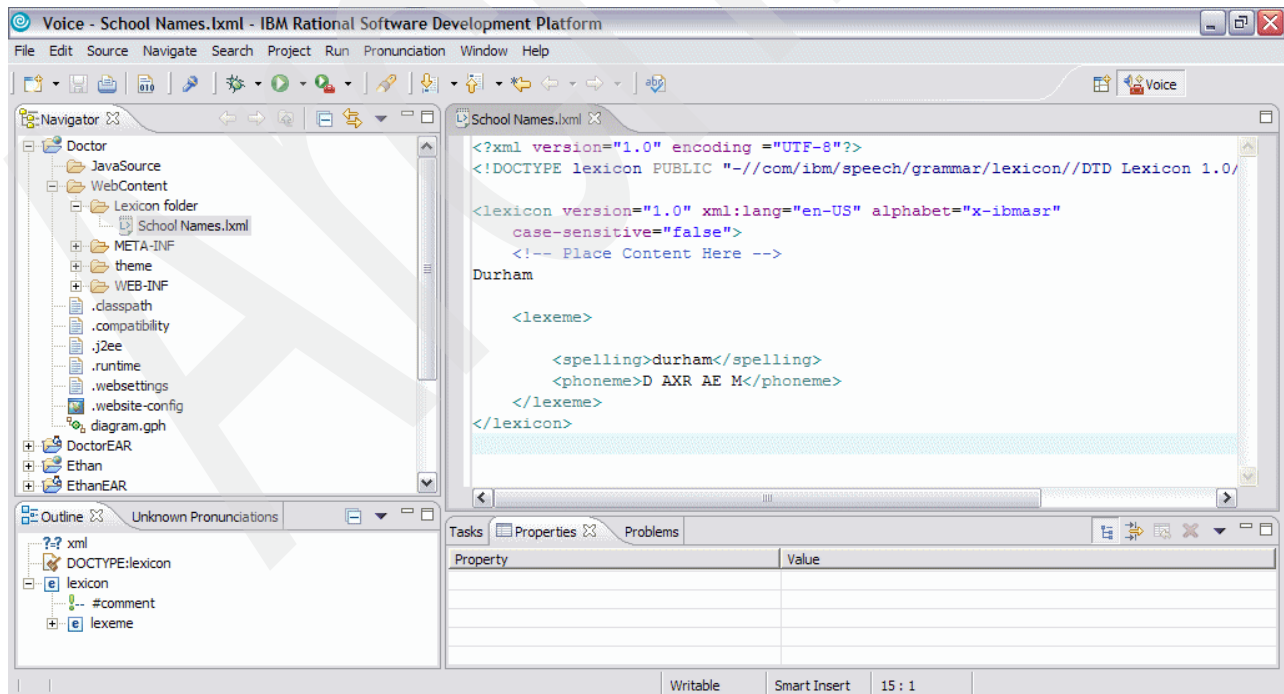 Voice - School Names.lxml - IBM Rational Software Development Platform
File Edit Source Navigate Search Project Run Pronunciation Window Help
Voice
Navigator
Doctor
JavaSource
WebContent
Lexicon folder
School Names.lxml
META-INF
theme
WEB-INF
.classpath
.compatibility
.j2ee
.runtime
.websettings
.website-config
diagram.gph
DoctorEAR
Ethan
EthanEAR
School Names.lxml
<?xml version="1.0" encoding ="UTF-8"?>
<!DOCTYPE lexicon PUBLIC "-//com/ibm/speech/grammar/lexicon//DTD Lexicon 1.0/
<lexicon version="1.0" xml:lang="en-US" alphabet="x-ibmasr"
case-sensitive="false">
<!-- Place Content Here -->
Durham
<lexeme>
<spelling>durham</spelling>
<phoneme>D AXR AE M</phoneme>
</lexeme>
</lexicon>
Outline Unknown Pronunciations
?=? xml
DOCTYPE:lexicon
e lexicon
!-- #comment
e lexeme
Tasks Properties Problems
Property Value
Writable Smart Insert 15 : 1